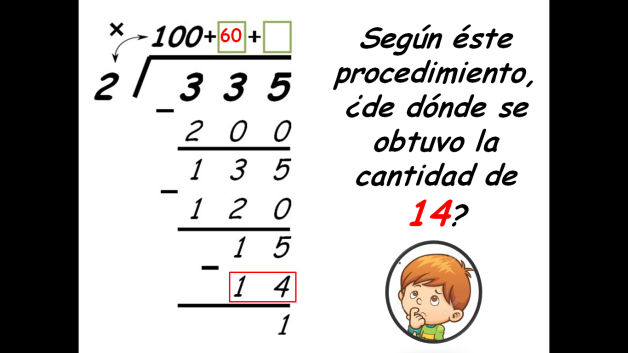 × 100+60+
2 335
− 200
135
− 120
15
− 14
1
Según éste
procedimiento,
¿de dónde se
obtuvo la
cantidad de
14?